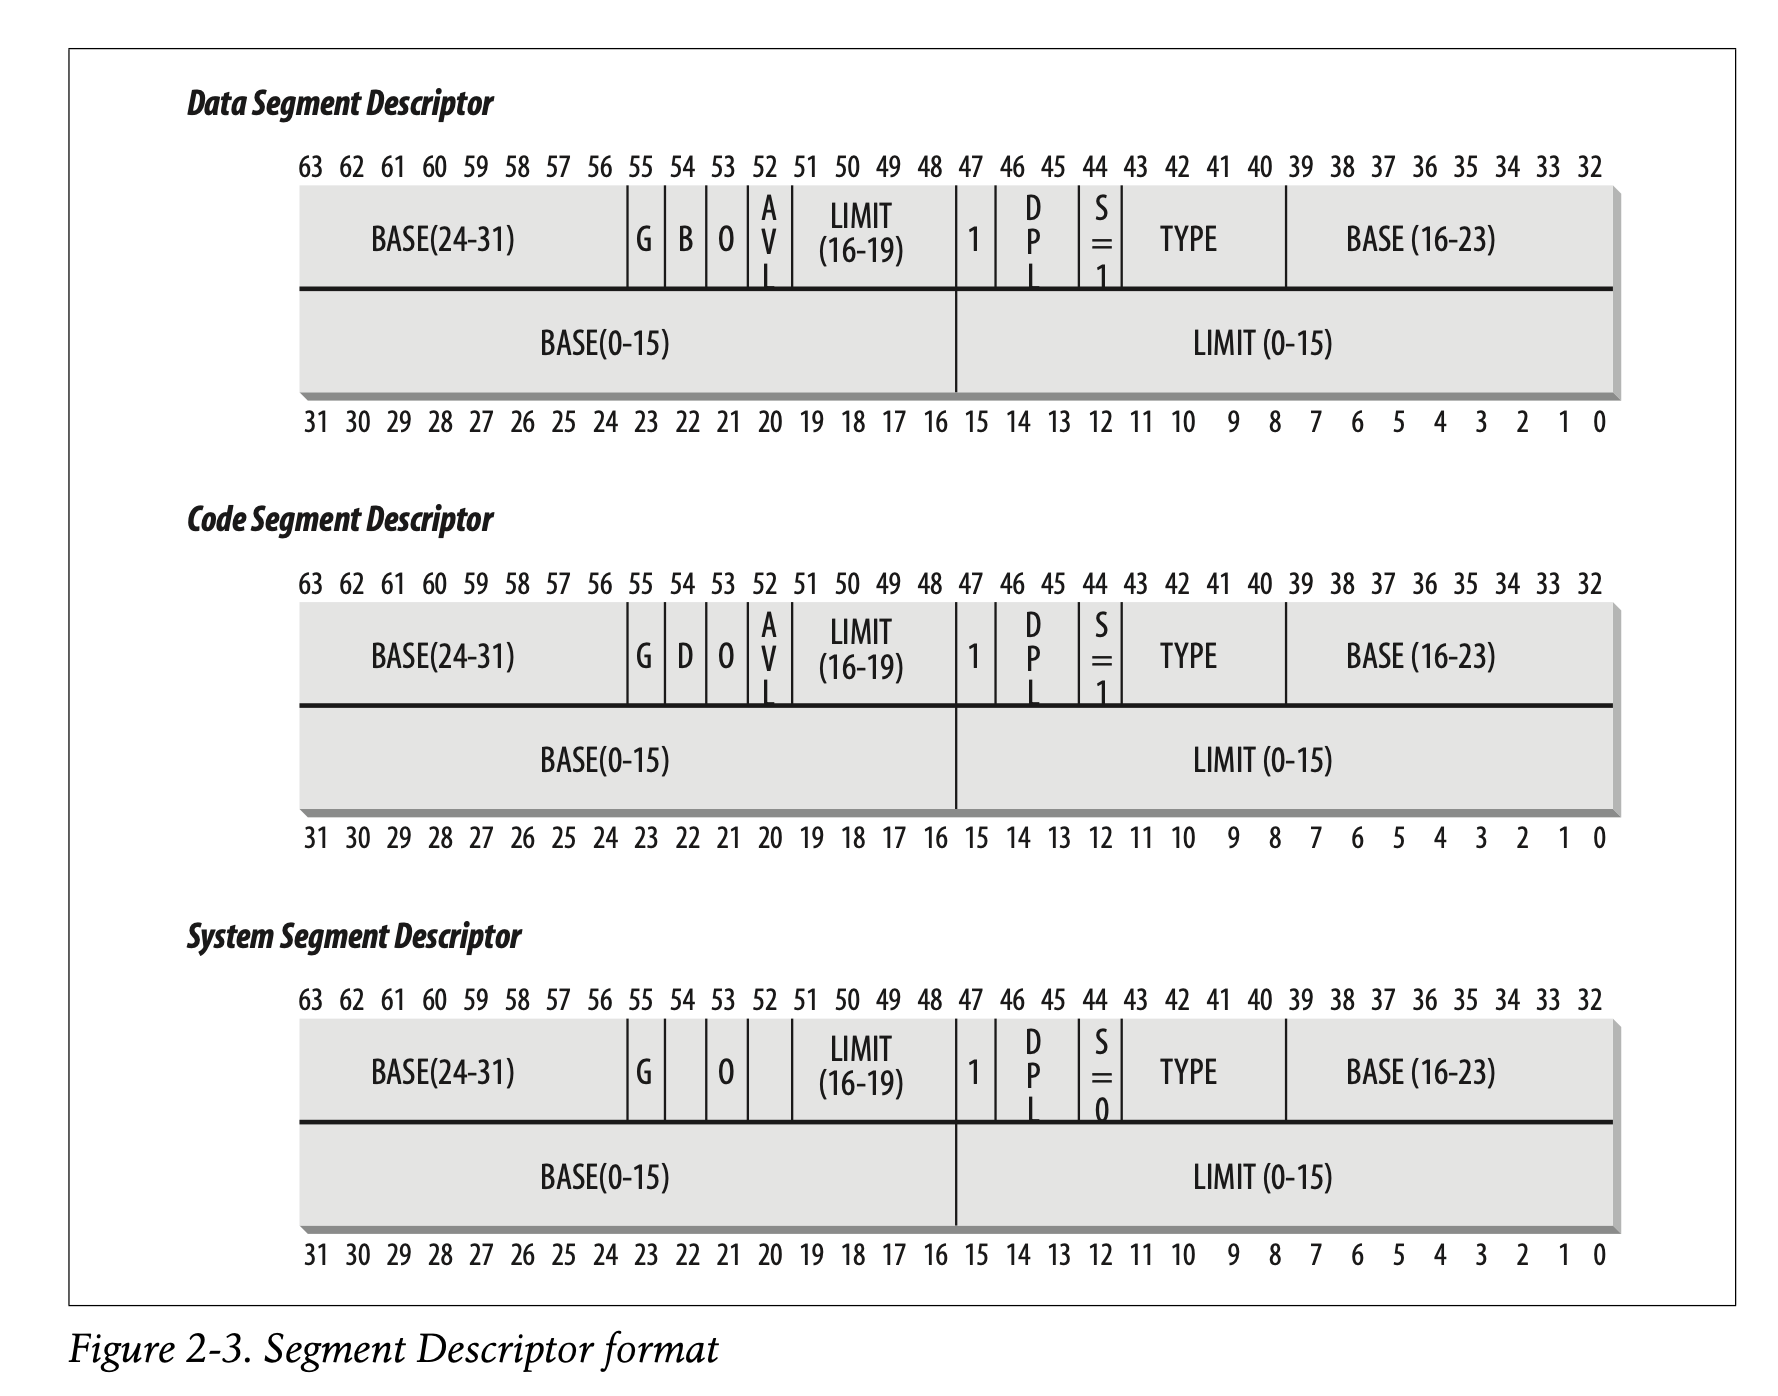 Data Segment Descriptor
63 62 61 60 59 58 57 56 55 54 53 52 51 50 49 48 47 46 45 44 43 42 41 40 39 38 37 36 35 34 33 32
BASE(24-31) G B 0 AVL LIMIT (16-19) 1 DPL S=1 TYPE BASE (16-23)
BASE(0-15) LIMIT (0-15)
31 30 29 28 27 26 25 24 23 22 21 20 19 18 17 16 15 14 13 12 11 10 9 8 7 6 5 4 3 2 1 0
Code Segment Descriptor
63 62 61 60 59 58 57 56 55 54 53 52 51 50 49 48 47 46 45 44 43 42 41 40 39 38 37 36 35 34 33 32
BASE(24-31) G D 0 AVL LIMIT (16-19) 1 DPL S=1 TYPE BASE (16-23)
BASE(0-15) LIMIT (0-15)
31 30 29 28 27 26 25 24 23 22 21 20 19 18 17 16 15 14 13 12 11 10 9 8 7 6 5 4 3 2 1 0
System Segment Descriptor
63 62 61 60 59 58 57 56 55 54 53 52 51 50 49 48 47 46 45 44 43 42 41 40 39 38 37 36 35 34 33 32
BASE(24-31) G 0 LIMIT (16-19) 1 DPL S=0 TYPE BASE (16-23)
BASE(0-15) LIMIT (0-15)
31 30 29 28 27 26 25 24 23 22 21 20 19 18 17 16 15 14 13 12 11 10 9 8 7 6 5 4 3 2 1 0
Figure 2-3. Segment Descriptor format